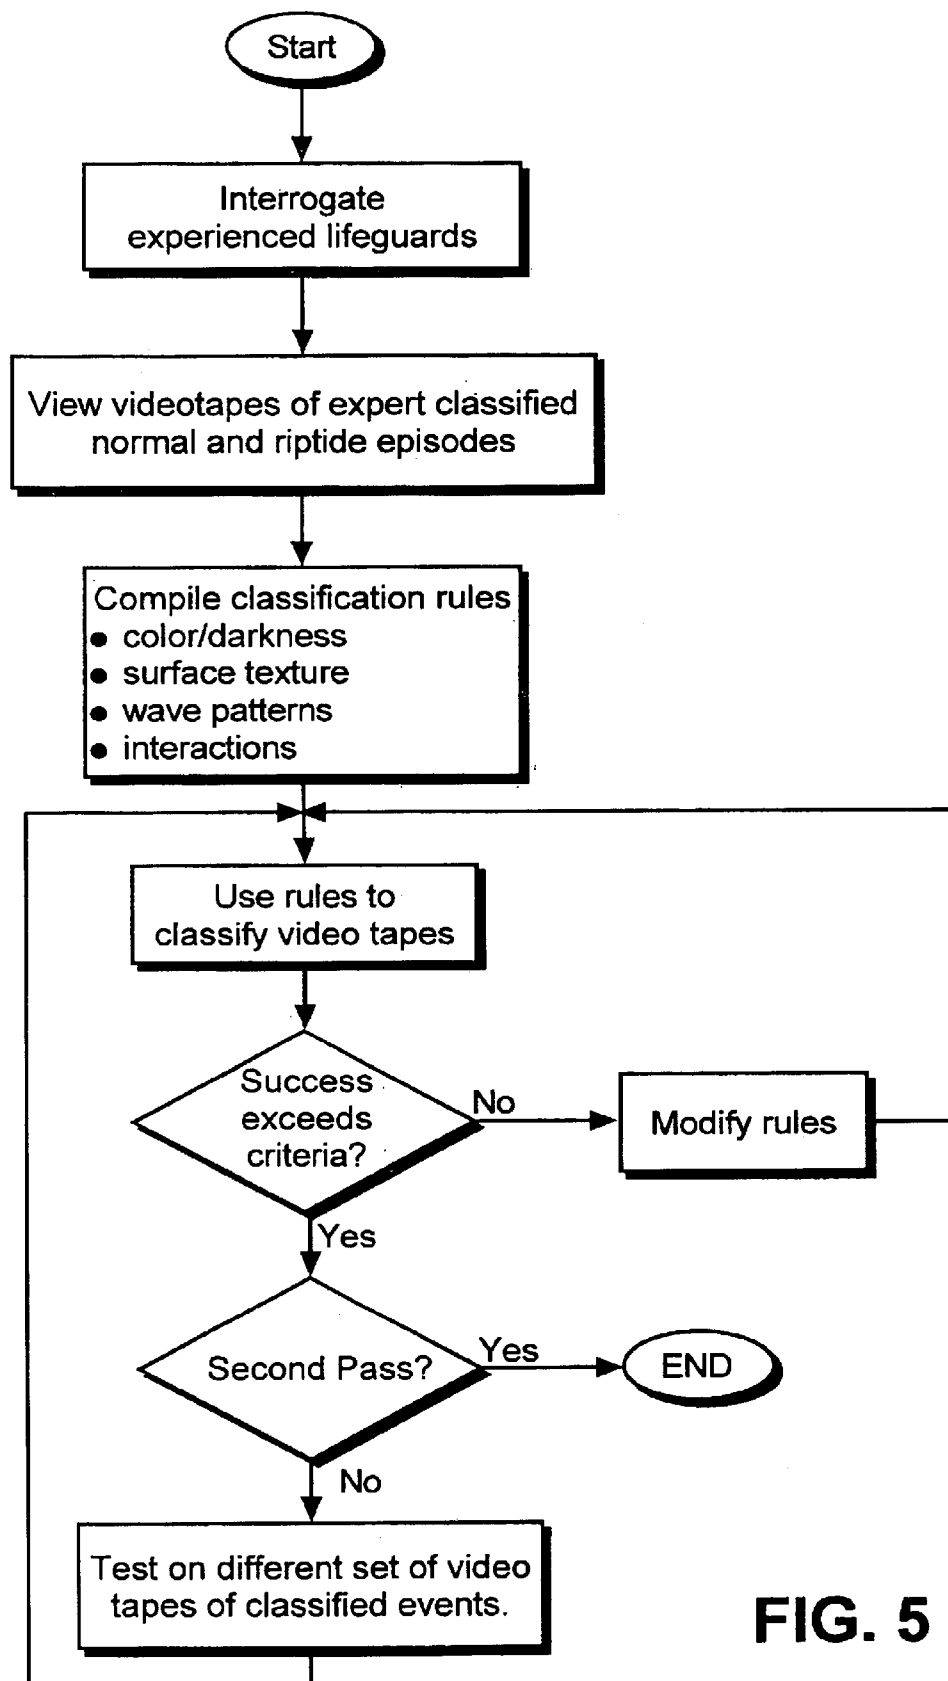 Start
Interrogate
experienced lifeguards
View videotapes of expert classified
normal and riptide episodes
Compile classification rules
● color/darkness
● surface texture
● wave patterns
● interactions
Use rules to
classify video tapes
Success
exceeds
criteria?
No
Modify rules
Yes
Second Pass?
Yes
END
No
Test on different set of video
tapes of classified events.
FIG. 5